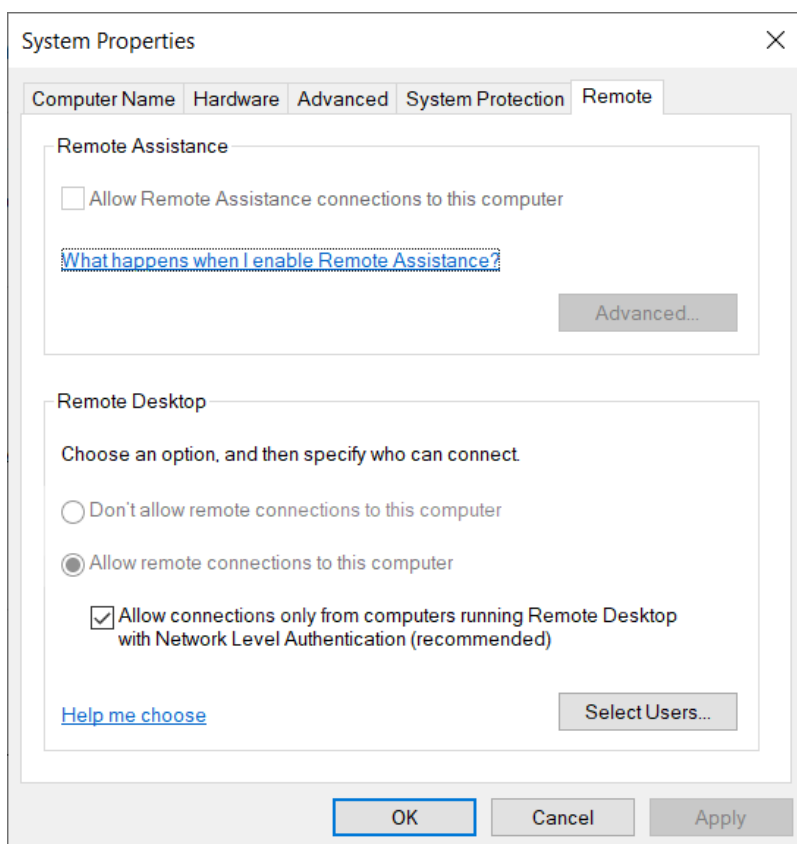 System Properties
Computer Name Hardware Advanced System Protection Remote
Remote Assistance
Allow Remote Assistance connections to this computer
What happens when I enable Remote Assistance?
Advanced...
Remote Desktop
Choose an option, and then specify who can connect.
Don't allow remote connections to this computer
Allow remote connections to this computer
Allow connections only from computers running Remote Desktop
with Network Level Authentication (recommended)
Help me choose
Select Users...
OK Cancel Apply